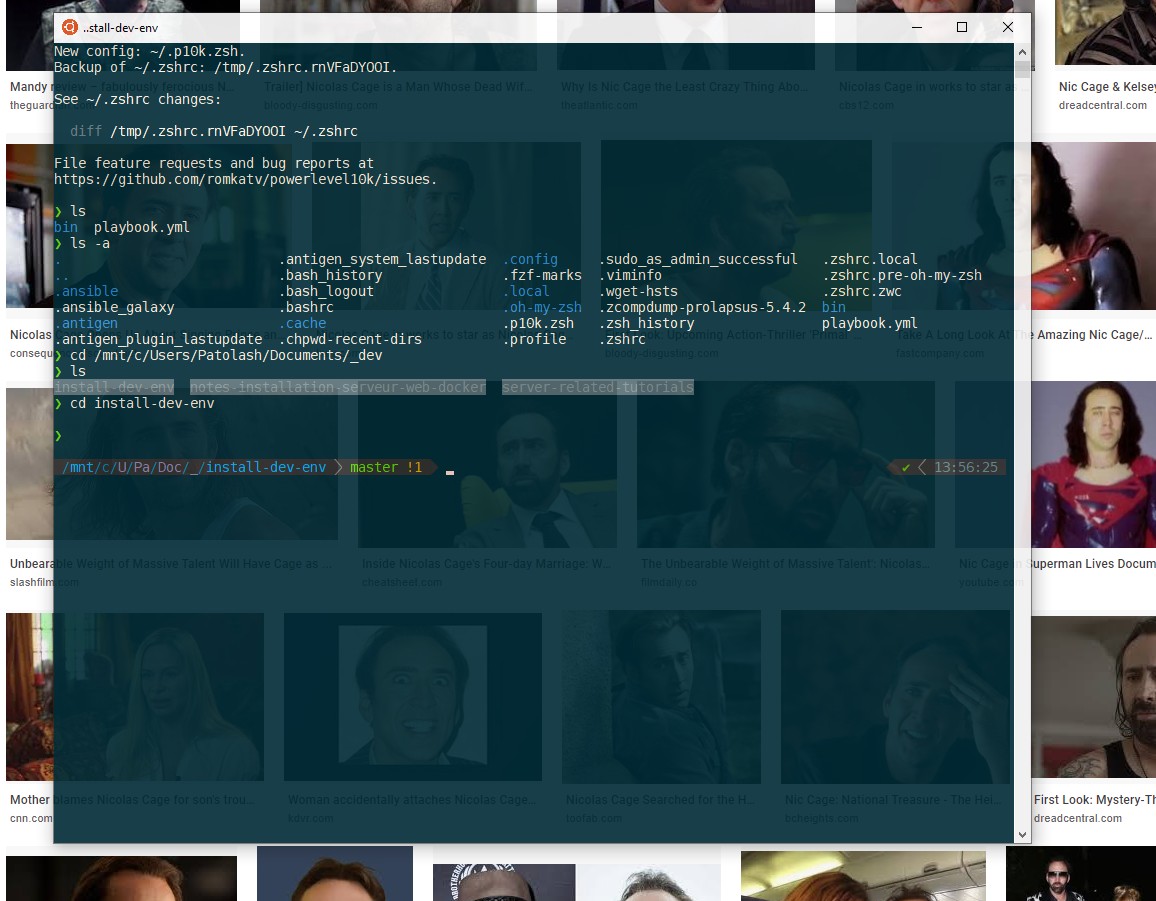 ..stall-dev-env
New config: ~/.p10k.zsh.
Backup of ~/.zshrc: /tmp/.zshrc.rnVFaDYOOI.
See ~/.zshrc changes:
diff /tmp/.zshrc.rnVFaDYOOI ~/.zshrc
File feature requests and bug reports at
https://github.com/romkatv/powerlevel10k/issues.
❯ ls
bin playbook.yml
❯ ls -a
. .antigen_system_lastupdate .config .sudo_as_admin_successful .zshrc.local
.. .bash_history .fzf-marks .viminfo .zshrc.pre-oh-my-zsh
.ansible .bash_logout .local .wget-hsts .zshrc.zwc
.ansible_galaxy .bashrc .oh-my-zsh .zcompdump-prolapsus-5.4.2 bin
.antigen .cache .p10k.zsh .zsh_history playbook.yml
.antigen_plugin_lastupdate .chpwd-recent-dirs .profile .zshrc
❯ cd /mnt/c/Users/Patolash/Documents/_dev
❯ ls
install-dev-env notes-installation-serveur-web-docker server-related-tutorials
❯ cd install-dev-env
❯
/mnt/c/U/Pa/Doc/_/install-dev-env master !1 ✔ 13:56:25
Mandy review – fabulously ferocious N...
Trailer] Nicolas Cage is a Man Whose Dead Wif...
bloody-disgusting.com
Why Is Nic Cage the Least Crazy Thing Abo...
theatlantic.com
Nic Cage in works to star as
cbs12.com
Nic Cage & Kelsey
dreadcentral.com
Nicolas
bloody-disgusting.com
Take A Long Look At The Amazing Nic Cage/...
fastcompany.com
Unbearable Weight of Massive Talent Will Have Cage as ...
slashfilm.com
Inside Nicolas Cage's Four-day Marriage: W...
cheatsheet.com
The Unbearable Weight of Massive Talent': Nicolas...
filmdaily.co
Nic Cage in Superman Lives Docum
youtube.com
Mother blames Nicolas Cage for son's trou...
cnn.com
Woman accidentally attaches Nicolas Cage...
kdvr.com
Nicolas Cage Searched for the H...
toofab.com
Nic Cage: National Treasure - The Hei...
bcheights.com
First Look: Mystery-Th
dreadcentral.com